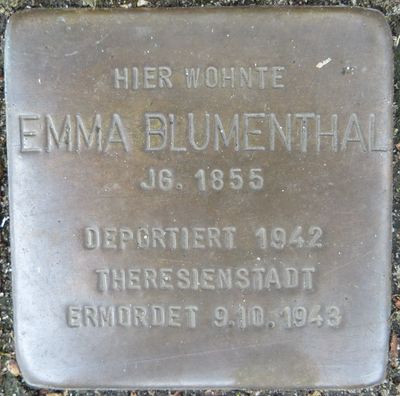 HIER WOHNTE
EMMA BLUMENTHAL
JG. 1855
DEPORTIERT 1942
THERESIENSTADT
ERMORDET 9.10.1943